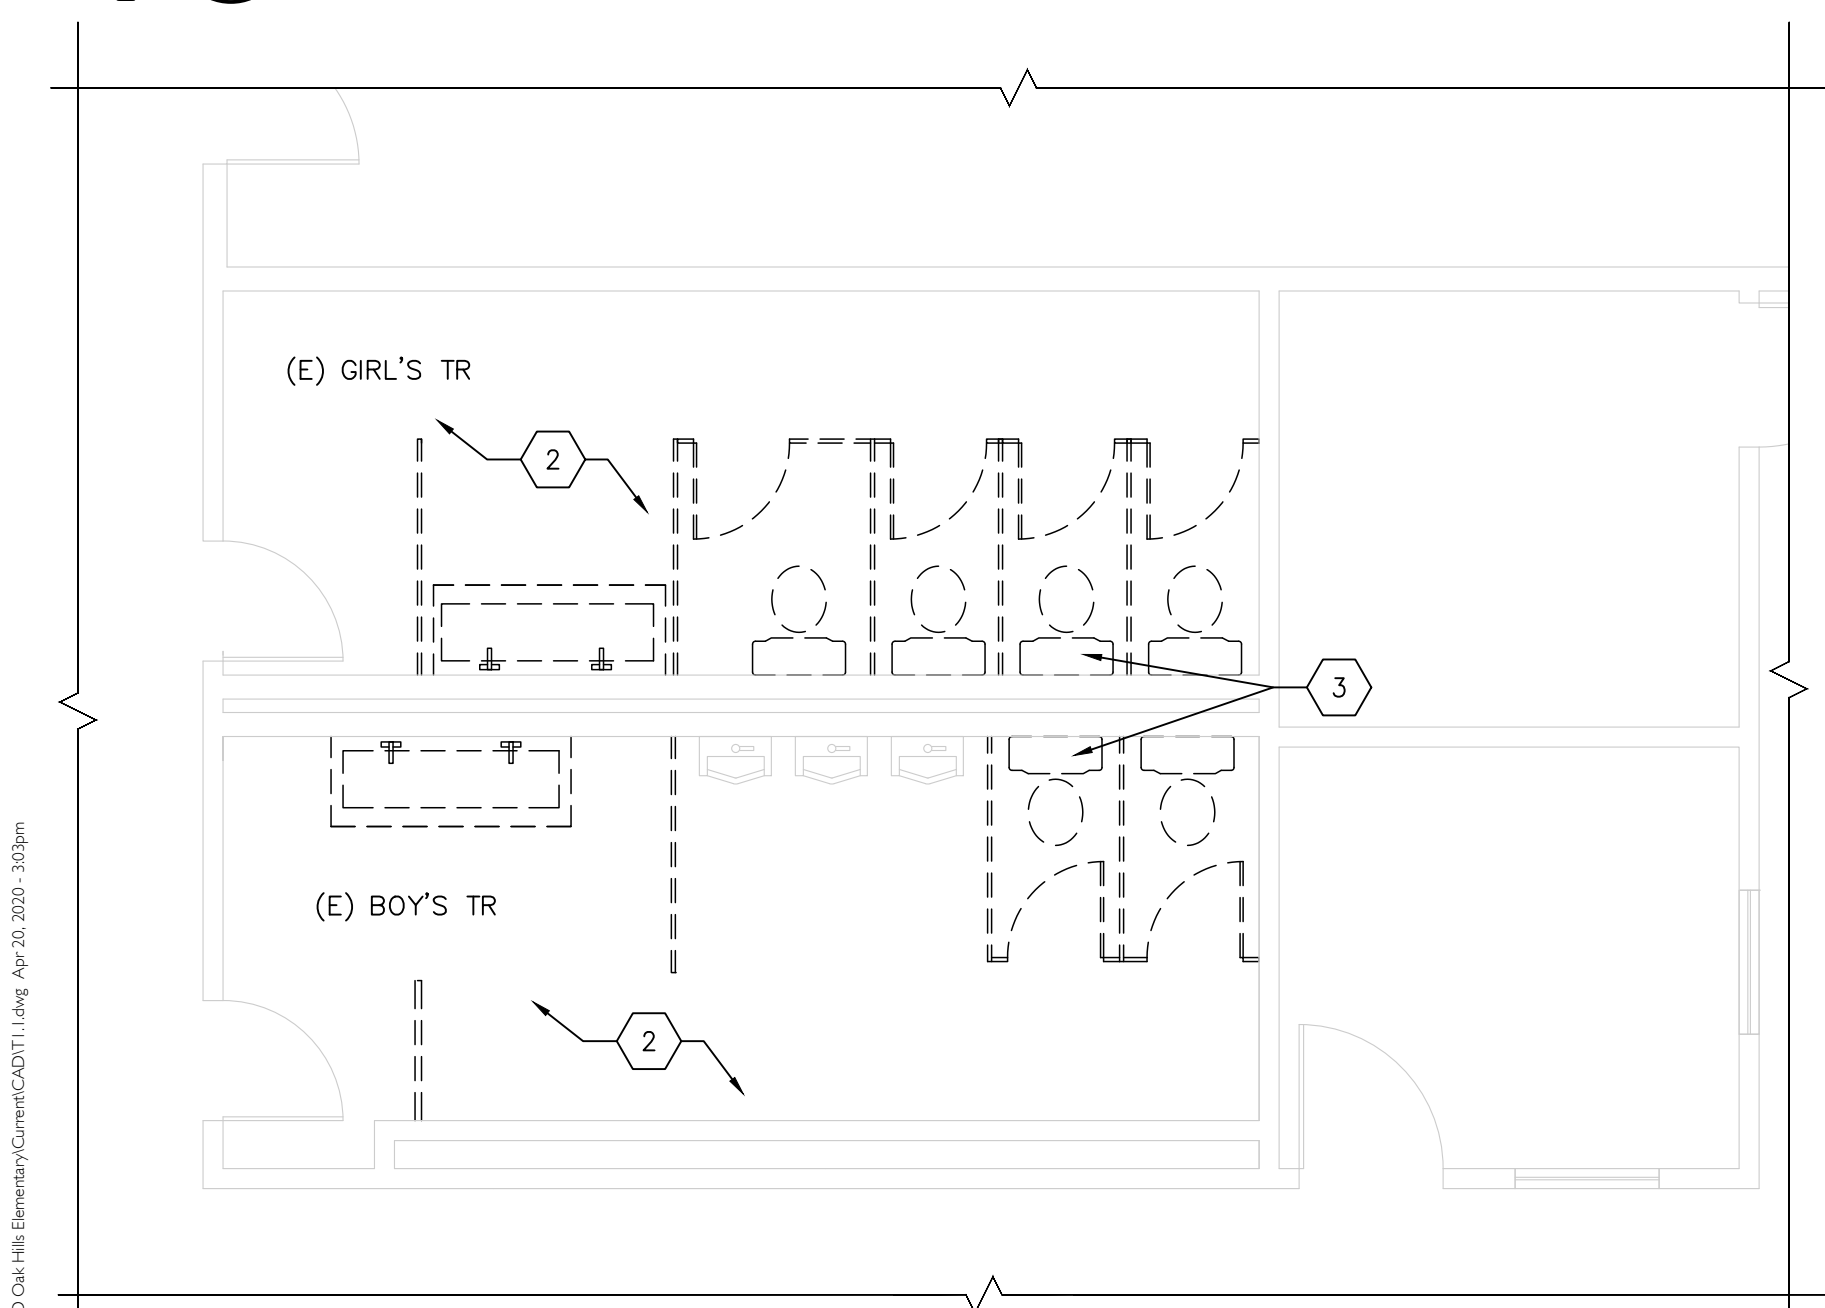 (E) GIRL'S TR
2
3
(E) BOY'S TR
2
Oak Hills Elementary\Current\CAD\T1.1.dwg Apr 20, 2020 - 3:03pm